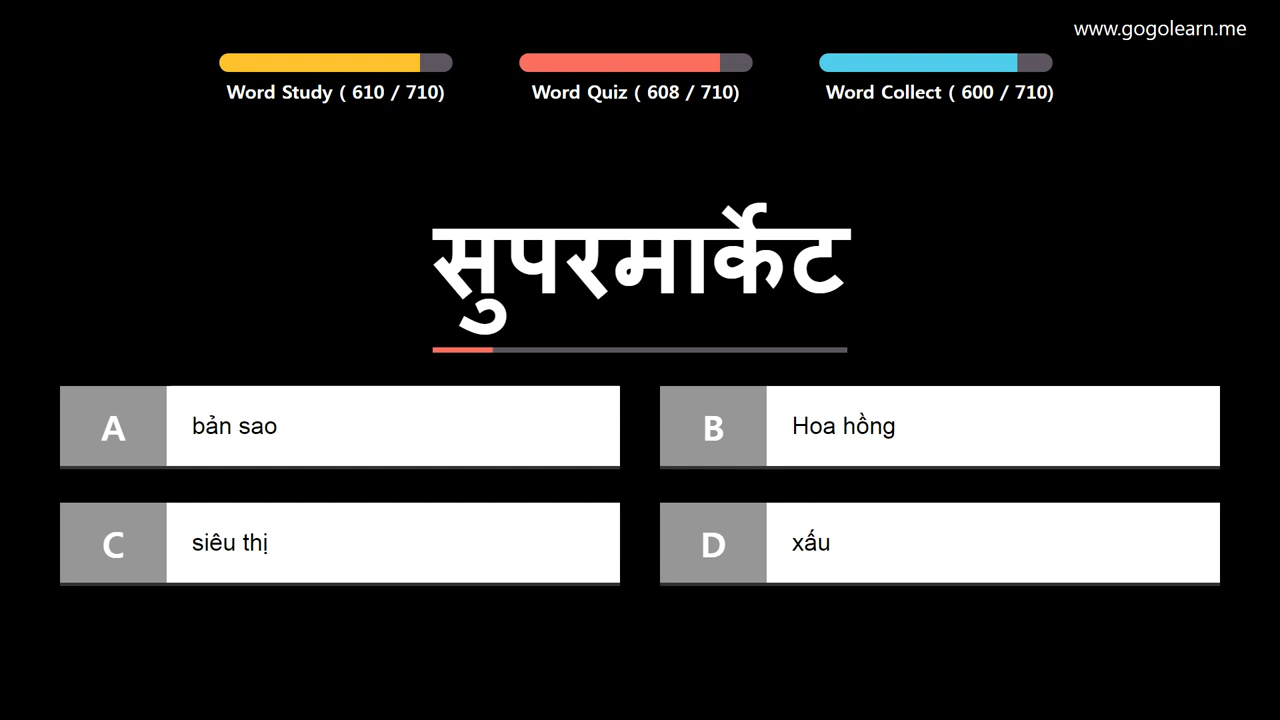 www.gogolearn.me
Word Study ( 610 / 710)
Word Quiz ( 608 / 710)
Word Collect ( 600 / 710)
सुपरमार्केट
A bản sao
B Hoa hồng
C siêu thị
D xấu